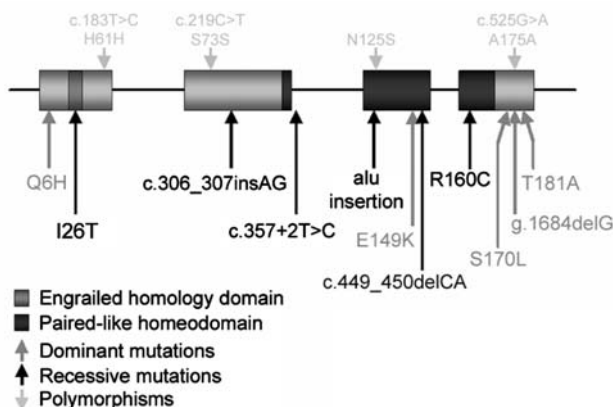 c.183T>C
H61H
c.219C>T
S73S
N125S
c.525G>A
A175A
Q6H
I26T
c.306_307insAG
c.357+2T>C
alu
insertion
E149K
c.449_450delCA
R160C
S170L
g.1684delG
T181A
Engrailed homology domain
Paired-like homeodomain
Dominant mutations
Recessive mutations
Polymorphisms